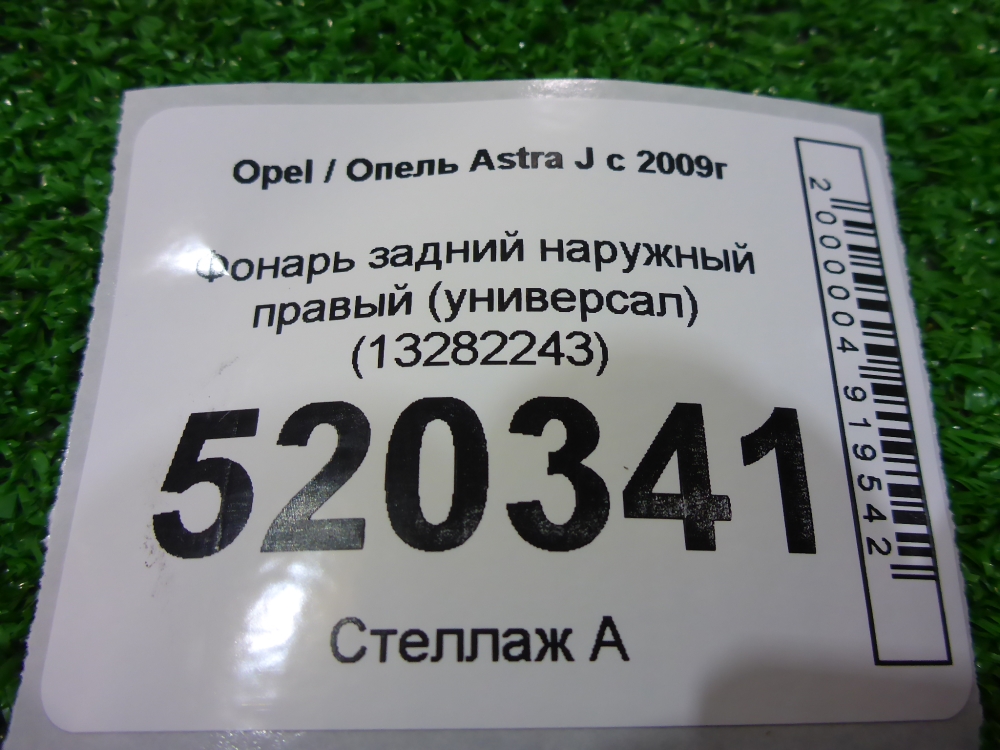 Opel / Опель Astra J с 2009г
Фонарь задний наружный
правый (универсал)
(13282243)
520341
Стеллаж А
2000004919542